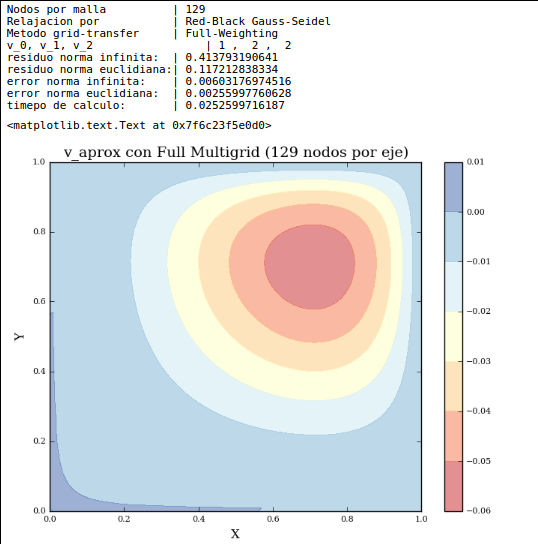 Nodos por malla | 129
Relajacion por | Red-Black Gauss-Seidel
Metodo grid-transfer | Full-Weighting
v_0, v_1, v_2 | 1 , 2 , 2
residuo norma infinita: | 0.413793190641
residuo norma euclidiana:| 0.117212838334
error norma infinita: | 0.00603176974516
error norma euclidiana: | 0.00255997760628
timepo de calculo: | 0.0252599716187
<matplotlib.text.Text at 0x7f6c23f5e0d0>
v_aprox con Full Multigrid (129 nodos por eje)
1.0
0.8
0.6
0.4
0.2
0.0
Y
0.0 0.2 0.4 0.6 0.8 1.0
X
0.01
0.00
−0.01
−0.02
−0.03
−0.04
−0.05
−0.06